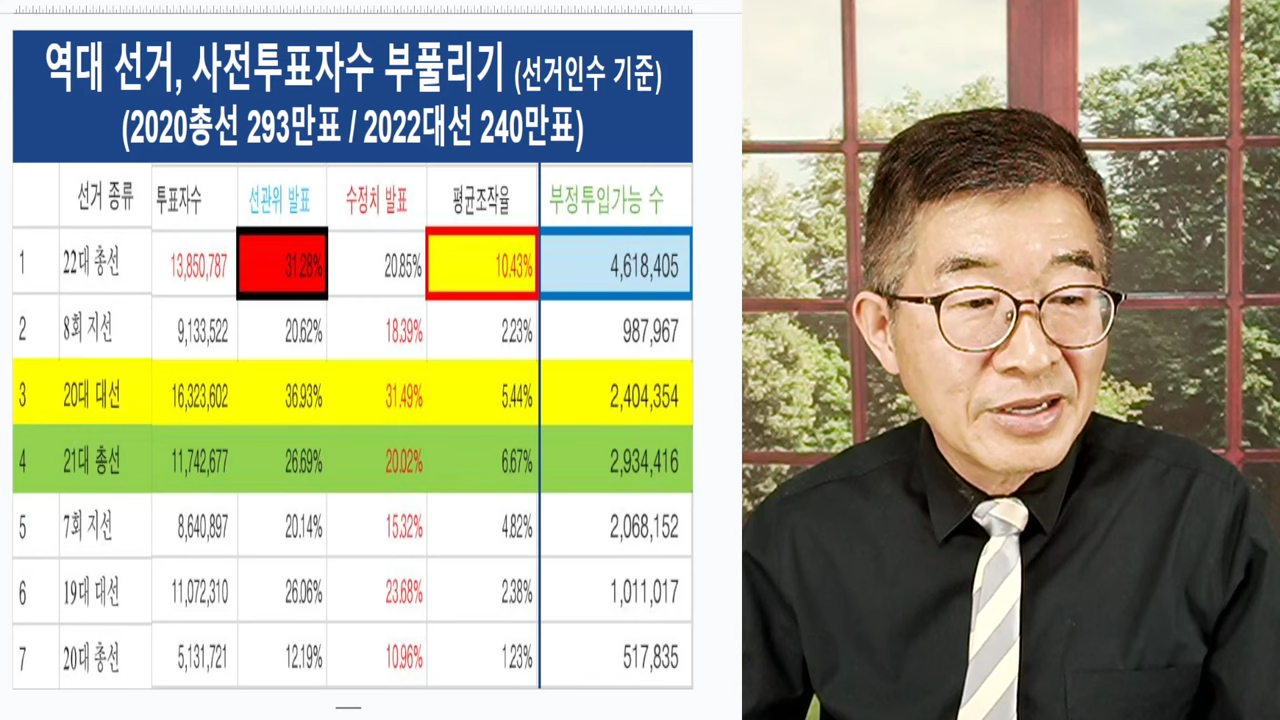 역대 선거, 사전투표자수 부풀리기 (선거인수 기준)
(2020총선 293만표 / 2022대선 240만표)
선거 종류 투표자수 선관위 발표 수정치 발표 평균조작율 부정투입가능 수
1 22대 총선 13,850,787 31.28% 20.85% 10.43% 4,618,405
2 8회 지선 9,133,522 20.62% 18.39% 2.23% 987,967
3 20대 대선 16,323,602 36.93% 31.49% 5.44% 2,404,354
4 21대 총선 11,742,677 26.69% 20.02% 6.67% 2,934,416
5 7회 지선 8,640,897 20.14% 15.32% 4.82% 2,068,152
6 19대 대선 11,072,310 26.06% 23.68% 2.38% 1,011,017
7 20대 총선 5,131,721 12.19% 10.96% 1.23% 517,835